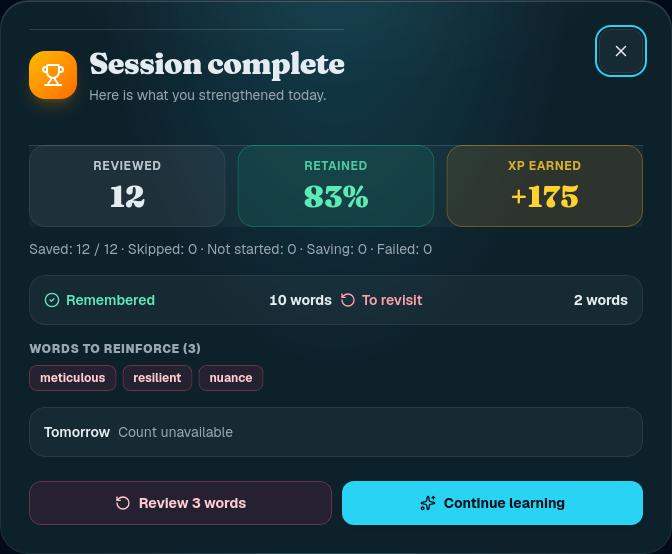 Session complete
Here is what you strengthened today.
REVIEWED
12
RETAINED
83%
XP EARNED
+175
Saved: 12 / 12 · Skipped: 0 · Not started: 0 · Saving: 0 · Failed: 0
Remembered 10 words To revisit 2 words
WORDS TO REINFORCE (3)
meticulous resilient nuance
Tomorrow Count unavailable
Review 3 words Continue learning